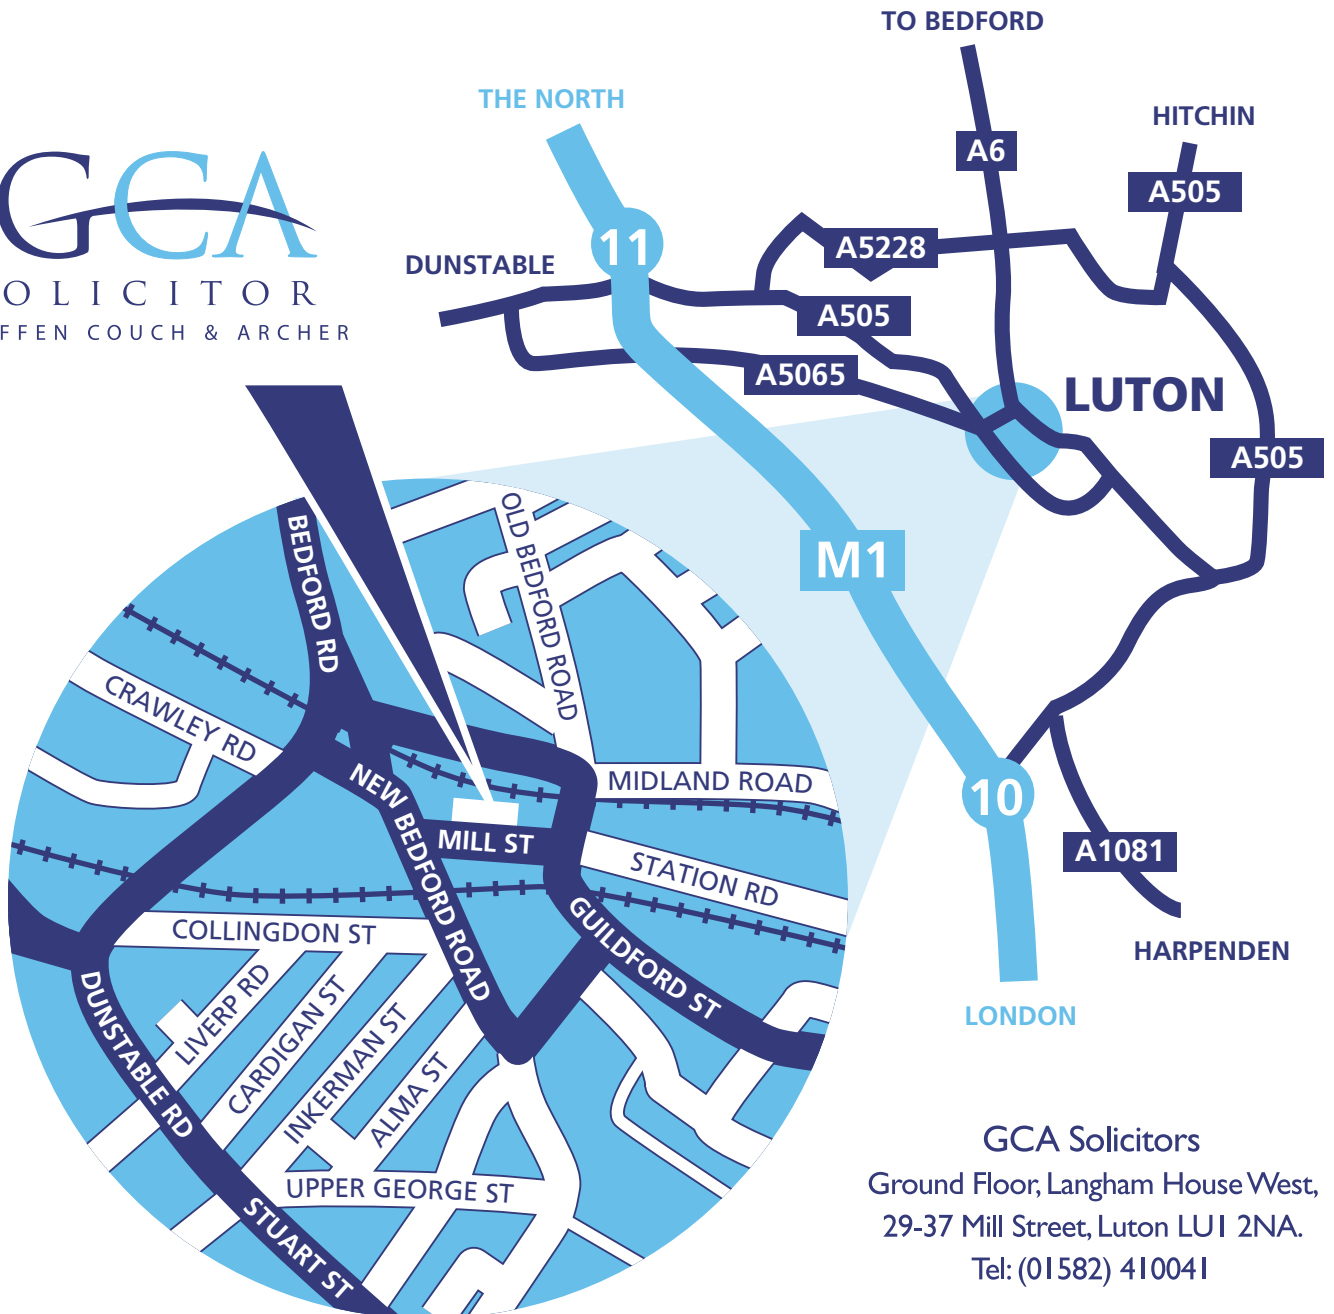 TO BEDFORD
THE NORTH
HITCHIN
A6
A505
GCA
OLICITOR
FFEN COUCH & ARCHER
11
A5228
DUNSTABLE
A505
A5065
LUTON
A505
M1
BEDFORD RD
OLD BEDFORD ROAD
CRAWLEY RD
NEW BEDFORD ROAD
MIDLAND ROAD
10
MILL ST
STATION RD
A1081
COLLINGDON ST
GUILDFORD ST
HARPENDEN
DUNSTABLE RD
LIVERP RD
CARDIGAN ST
INKERMAN ST
ALMA ST
LONDON
UPPER GEORGE ST
STUART ST
GCA Solicitors
Ground Floor, Langham House West,
29-37 Mill Street, Luton LU1 2NA.
Tel: (01582) 410041